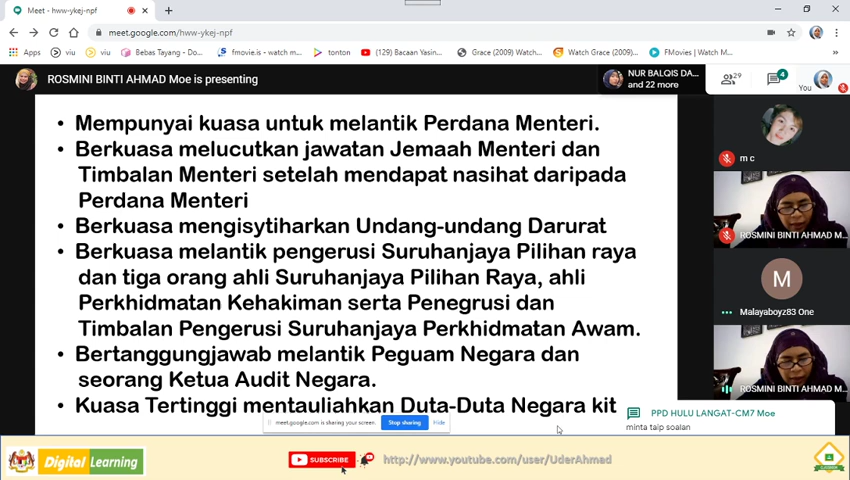 Meet - hww-ykej-npf
meet.google.com/hww-ykej-npf
Apps viu viu Bebas Tayang - Do... fmovie.is - watch m... tonton (129) Bacaan Yasin... Grace (2009) Watc... Watch Grace (2009)... FMovies | Watch M...
ROSMINI BINTI AHMAD Moe is presenting
NUR BALQIS DA...
and 22 more
29
4
You
• Mempunyai kuasa untuk melantik Perdana Menteri.
• Berkuasa melucutkan jawatan Jemaah Menteri dan
Timbalan Menteri setelah mendapat nasihat daripada
Perdana Menteri
• Berkuasa mengisytiharkan Undang-undang Darurat
• Berkuasa melantik pengerusi Suruhanjaya Pilihan raya
dan tiga orang ahli Suruhanjaya Pilihan Raya, ahli
Perkhidmatan Kehakiman serta Penegrusi dan
Timbalan Pengerusi Suruhanjaya Perkhidmatan Awam.
• Bertanggungjawab melantik Peguam Negara dan
seorang Ketua Audit Negara.
• Kuasa Tertinggi mentauliahkan Duta-Duta Negara kit
m c
ROSMINI BINTI AHMAD M...
M
Malayaboyz83 One
ROSMINI BINTI AHMAD M...
PPD HULU LANGAT-CM7 Moe
minta taip soalan
meet.google.com is sharing your screen.
Stop sharing
Hide
Digital Learning
SUBSCRIBE
http://www.youtube.com/user/UderAhmad